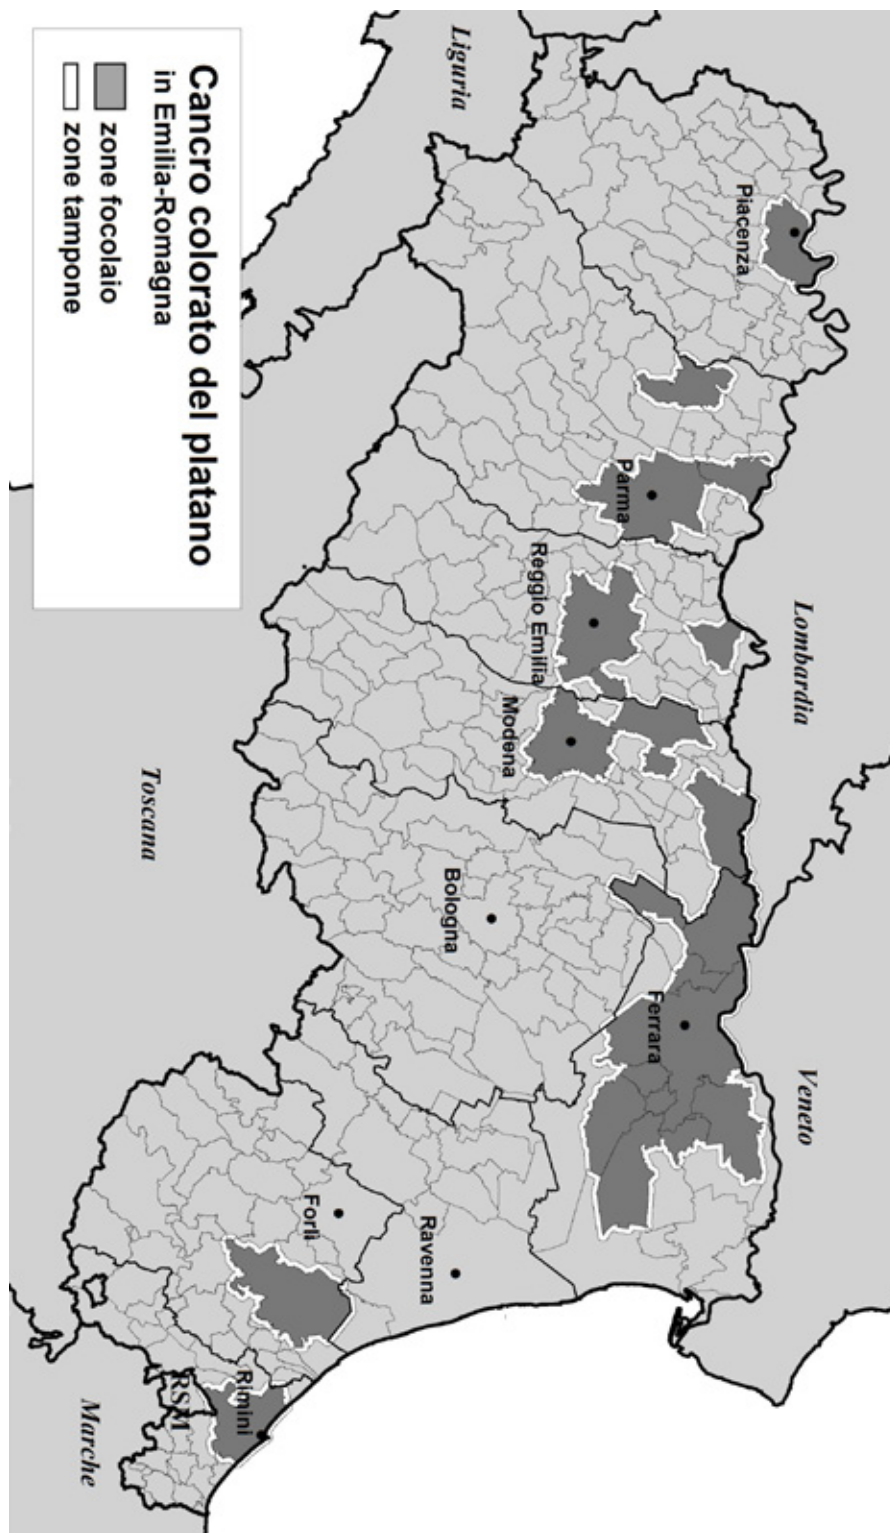 Cancro colorato del platano
in Emilia-Romagna
zone focolaio
zone tampone
Liguria
Lombardia
Veneto
Toscana
Marche
RSM
Piacenza
Parma
Reggio Emilia
Modena
Bologna
Ferrara
Ravenna
Forlì
Rimini